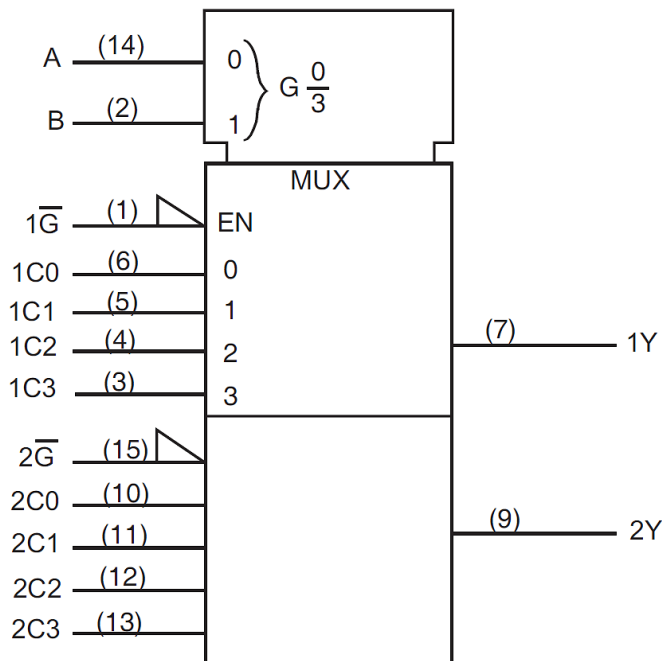 A (14) 0
B (2) 1
G 0/3
MUX
1G̅ (1) EN
1C0 (6) 0
1C1 (5) 1
1C2 (4) 2
1C3 (3) 3
(7) 1Y
2G̅ (15)
2C0 (10)
2C1 (11)
2C2 (12)
2C3 (13)
(9) 2Y